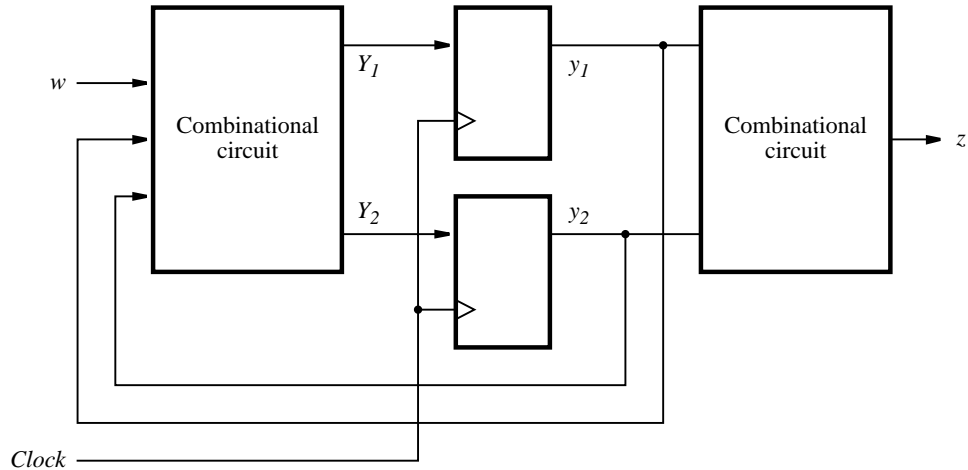 w
Combinational
circuit
Y1
Y2
y1
y2
Combinational
circuit
z
Clock